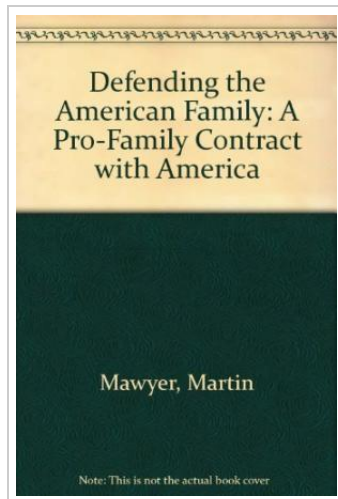 Defending the
American Family: A
Pro-Family Contract
with America
Mawyer, Martin
Note: This is not the actual book cover